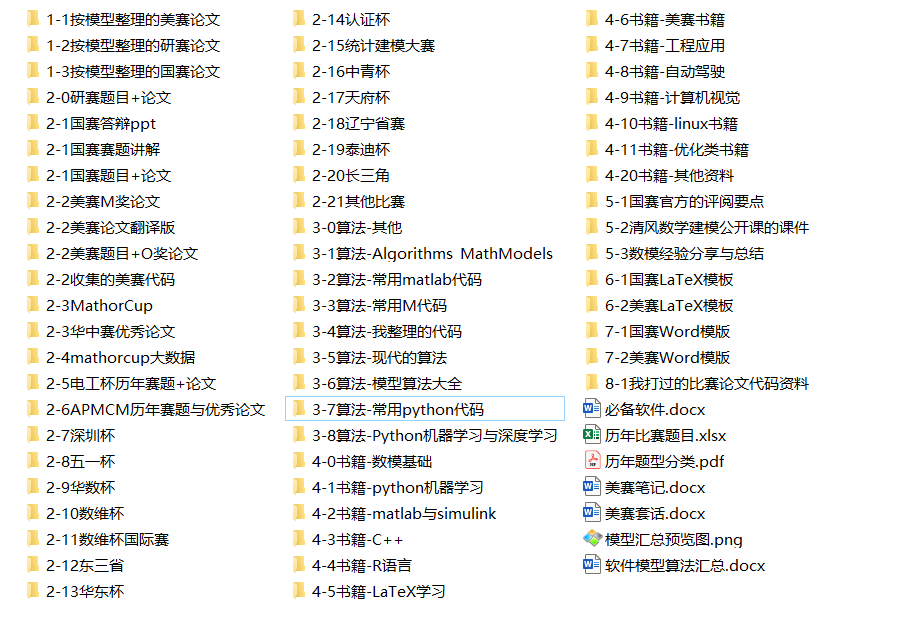 1-1按模型整理的美赛论文
1-2按模型整理的研赛论文
1-3按模型整理的国赛论文
2-0研赛题目+论文
2-1国赛答辩ppt
2-1国赛赛题讲解
2-1国赛题目+论文
2-2美赛M奖论文
2-2美赛论文翻译版
2-2美赛题目+O奖论文
2-2收集的美赛代码
2-3MathorCup
2-3华中赛优秀论文
2-4mathorcup大数据
2-5电工杯历年赛题+论文
2-6APMCM历年赛题与优秀论文
2-7深圳杯
2-8五一杯
2-9华数杯
2-10数维杯
2-11数维杯国际赛
2-12东三省
2-13华东杯
2-14认证杯
2-15统计建模大赛
2-16中青杯
2-17天府杯
2-18辽宁省赛
2-19泰迪杯
2-20长三角
2-21其他比赛
3-0算法-其他
3-1算法-Algorithms_MathModels
3-2算法-常用matlab代码
3-3算法-常用M代码
3-4算法-我整理的代码
3-5算法-现代的算法
3-6算法-模型算法大全
3-7算法-常用python代码
3-8算法-Python机器学习与深度学习
4-0书籍-数模基础
4-1书籍-python机器学习
4-2书籍-matlab与simulink
4-3书籍-C++
4-4书籍-R语言
4-5书籍-LaTeX学习
4-6书籍-美赛书籍
4-7书籍-工程应用
4-8书籍-自动驾驶
4-9书籍-计算机视觉
4-10书籍-linux书籍
4-11书籍-优化类书籍
4-20书籍-其他资料
5-1国赛官方的评阅要点
5-2清风数学建模公开课的课件
5-3数模经验分享与总结
6-1国赛LaTeX模板
6-2美赛LaTeX模板
7-1国赛Word模版
7-2美赛Word模版
8-1我打过的比赛论文代码资料
必备软件.docx
历年比赛题目.xlsx
历年题型分类.pdf
美赛笔记.docx
美赛套话.docx
模型汇总预览图.png
软件模型算法汇总.docx